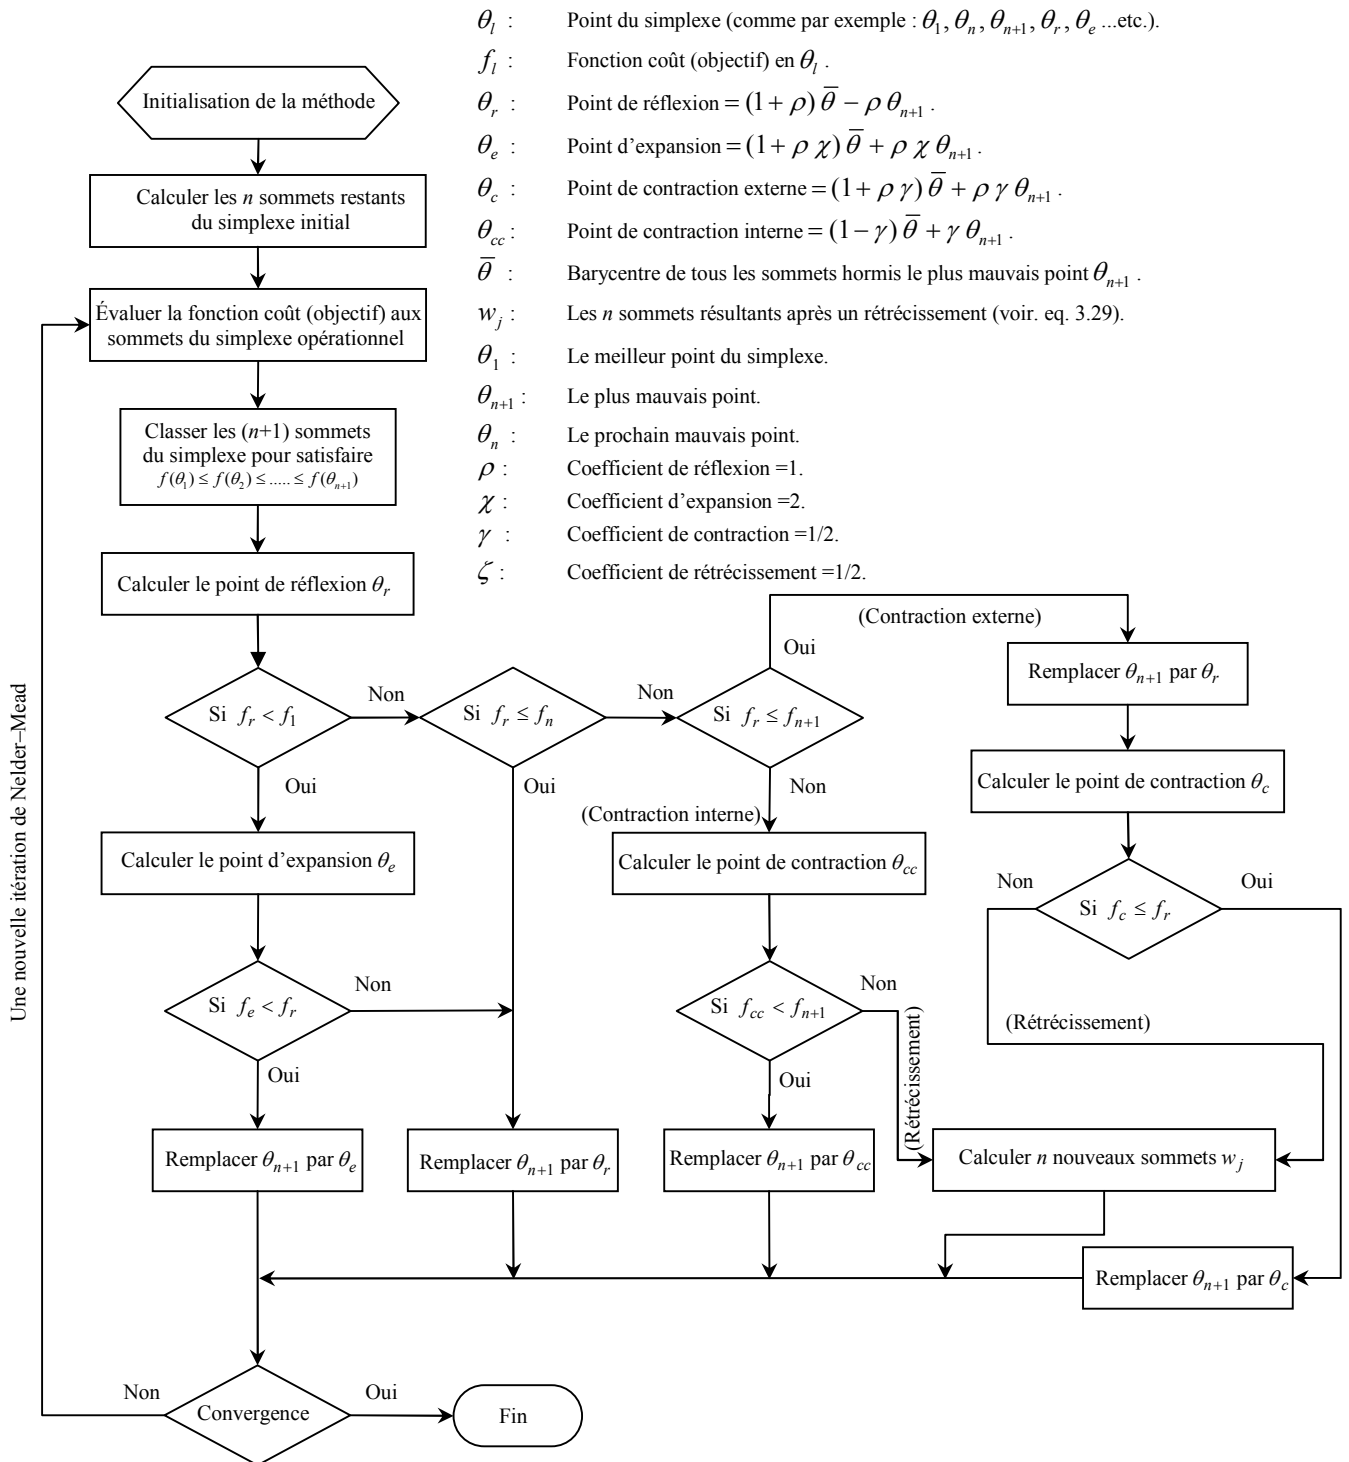 θ_l : Point du simplexe (comme par exemple : θ_1, θ_n, θ_{n+1}, θ_r, θ_e ...etc.).
f_l : Fonction coût (objectif) en θ_l .
θ_r : Point de réflexion = (1 + ρ) θ̄ − ρ θ_{n+1} .
θ_e : Point d'expansion = (1 + ρ χ) θ̄ + ρ χ θ_{n+1} .
θ_c : Point de contraction externe = (1 + ρ γ) θ̄ + ρ γ θ_{n+1} .
θ_{cc} : Point de contraction interne = (1 − γ) θ̄ + γ θ_{n+1} .
θ̄ : Barycentre de tous les sommets hormis le plus mauvais point θ_{n+1} .
w_j : Les n sommets résultants après un rétrécissement (voir. eq. 3.29).
θ_1 : Le meilleur point du simplexe.
θ_{n+1} : Le plus mauvais point.
θ_n : Le prochain mauvais point.
ρ : Coefficient de réflexion =1.
χ : Coefficient d'expansion =2.
γ : Coefficient de contraction =1/2.
ζ : Coefficient de rétrécissement =1/2.
Initialisation de la méthode
Calculer les n sommets restants
du simplexe initial
Évaluer la fonction coût (objectif) aux
sommets du simplexe opérationnel
Classer les (n+1) sommets
du simplexe pour satisfaire
f(θ_1) ≤ f(θ_2) ≤ ..... ≤ f(θ_{n+1})
Calculer le point de réflexion θ_r
Si f_r < f_1
Non
Si f_r ≤ f_n
Non
Si f_r ≤ f_{n+1}
Oui
(Contraction externe)
Remplacer θ_{n+1} par θ_r
Calculer le point de contraction θ_c
Si f_c ≤ f_r
Non
Oui
(Rétrécissement)
Oui
Oui
Non
(Contraction interne)
Calculer le point d'expansion θ_e
Calculer le point de contraction θ_{cc}
Si f_e < f_r
Non
Si f_{cc} < f_{n+1}
Non
(Rétrécissement)
Oui
Oui
Remplacer θ_{n+1} par θ_e
Remplacer θ_{n+1} par θ_r
Remplacer θ_{n+1} par θ_{cc}
Calculer n nouveaux sommets w_j
Remplacer θ_{n+1} par θ_c
Une nouvelle itération de Nelder–Mead
Non
Convergence
Oui
Fin